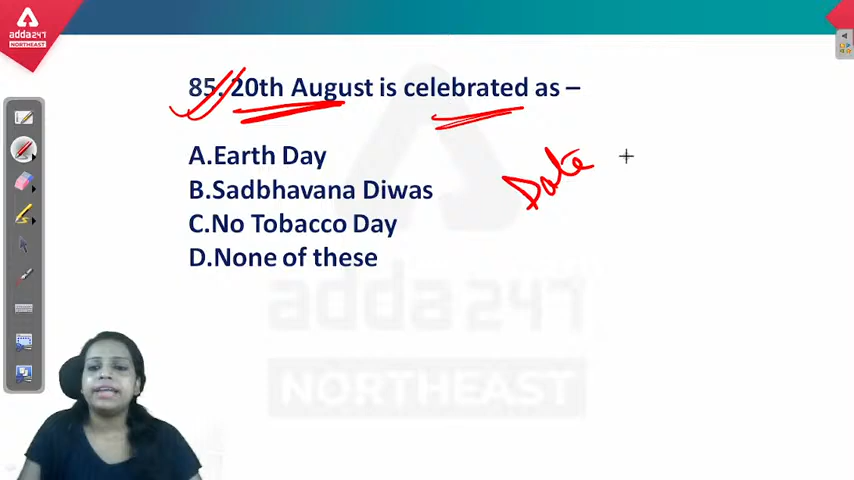 adda247
NORTHEAST
85. 20th August is celebrated as –
A.Earth Day
B.Sadbhavana Diwas
C.No Tobacco Day
D.None of these
Date
adda247
NORTHEAST